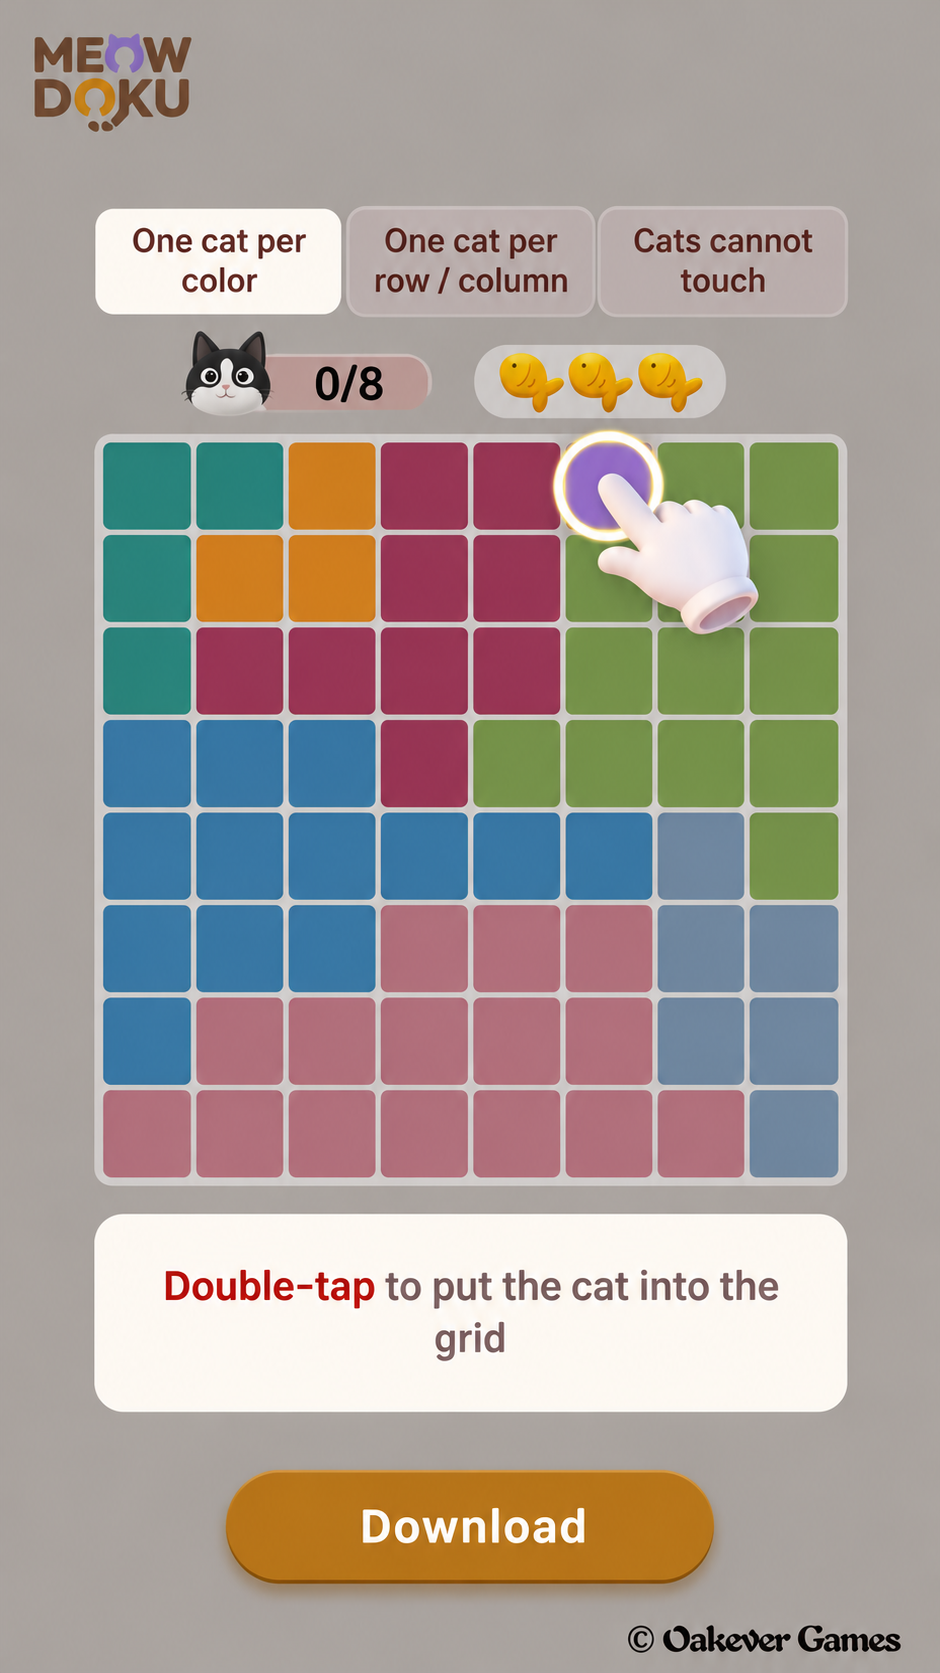 MEOW
DOKU
One cat per
color
One cat per
row / column
Cats cannot
touch
0/8
Double-tap to put the cat into the
grid
Download
© Oakever Games